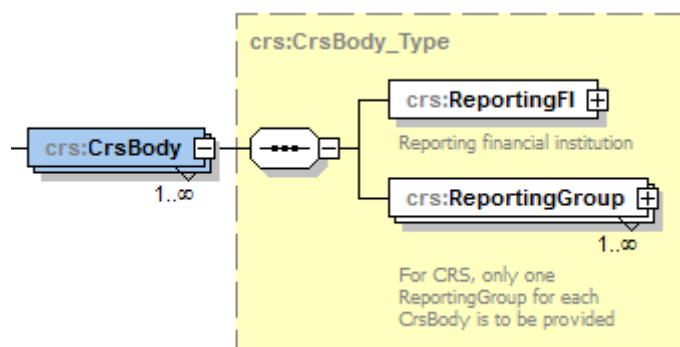 crs:CrsBody_Type
crs:ReportingFI
Reporting financial institution
crs:CrsBody
1..∞
crs:ReportingGroup
1..∞
For CRS, only one
ReportingGroup for each
CrsBody is to be provided